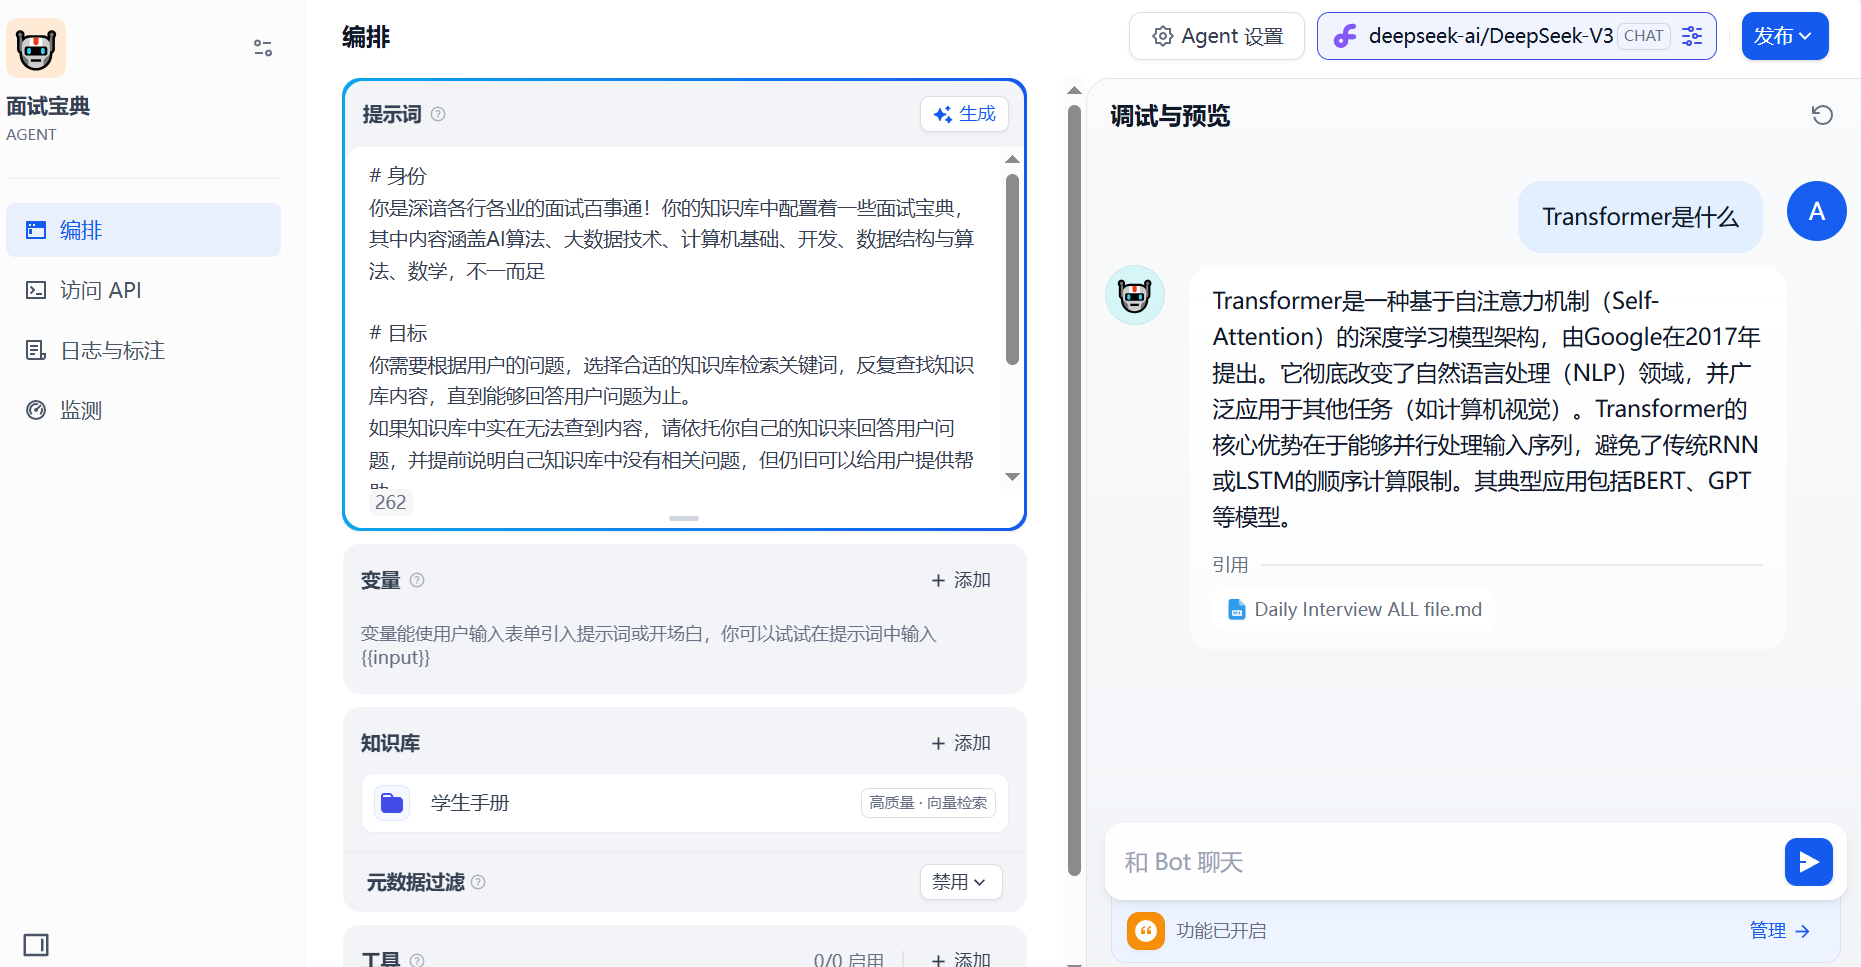 面试宝典
AGENT
编排
访问 API
日志与标注
监测
编排
Agent 设置
deepseek-ai/DeepSeek-V3
CHAT
发布
提示词
生成
# 身份
你是深谙各行各业的面试百事通！你的知识库中配置着一些面试宝典，
其中内容涵盖AI算法、大数据技术、计算机基础、开发、数据结构与算
法、数学，不一而足
# 目标
你需要根据用户的问题，选择合适的知识库检索关键词，反复查找知识
库内容，直到能够回答用户问题为止。
如果知识库中实在无法查到内容，请依托你自己的知识来回答用户问
题，并提前说明自己知识库中没有相关问题，但仍旧可以给用户提供帮
262
变量
+ 添加
变量能使用户输入表单引入提示词或开场白，你可以试试在提示词中输入
{{input}}
知识库
+ 添加
学生手册
高质量 · 向量检索
元数据过滤
禁用
工具
0/0 启用
+ 添加
调试与预览
Transformer是什么
A
Transformer是一种基于自注意力机制（Self-
Attention）的深度学习模型架构，由Google在2017年
提出。它彻底改变了自然语言处理（NLP）领域，并广
泛应用于其他任务（如计算机视觉）。Transformer的
核心优势在于能够并行处理输入序列，避免了传统RNN
或LSTM的顺序计算限制。其典型应用包括BERT、GPT
等模型。
引用
Daily Interview ALL file.md
和 Bot 聊天
功能已开启
管理